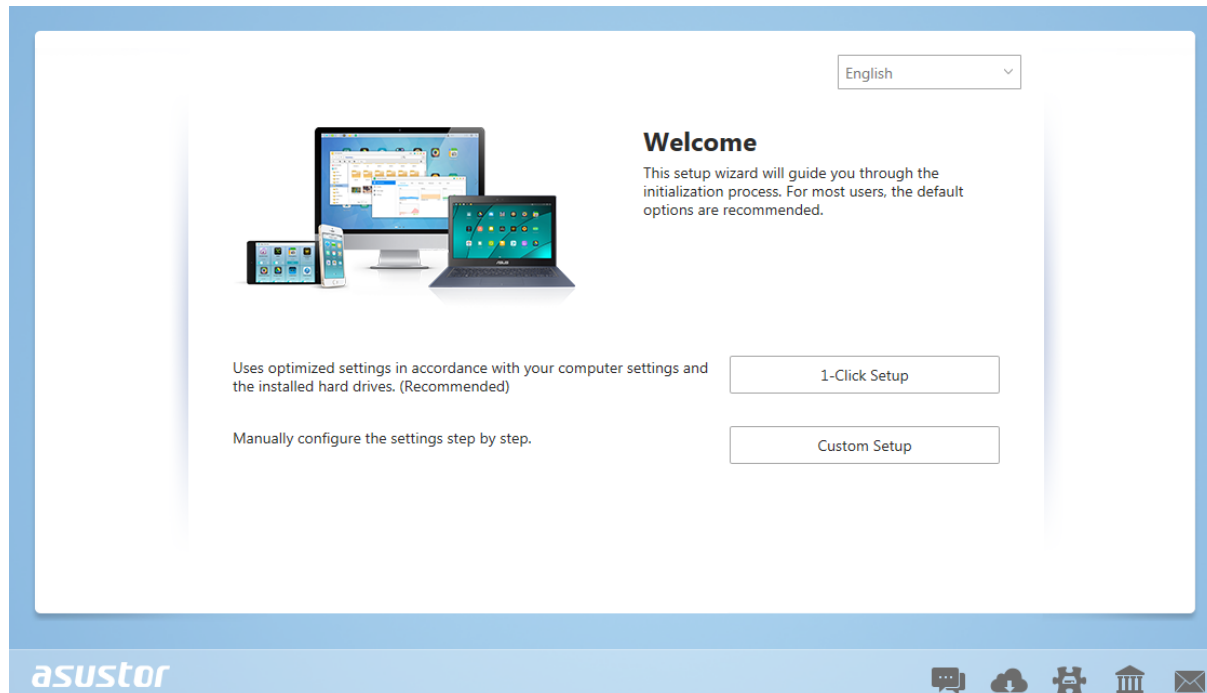 English
Welcome
This setup wizard will guide you through the
initialization process. For most users, the default
options are recommended.
Uses optimized settings in accordance with your computer settings and
the installed hard drives. (Recommended)
1-Click Setup
Manually configure the settings step by step.
Custom Setup
asustor